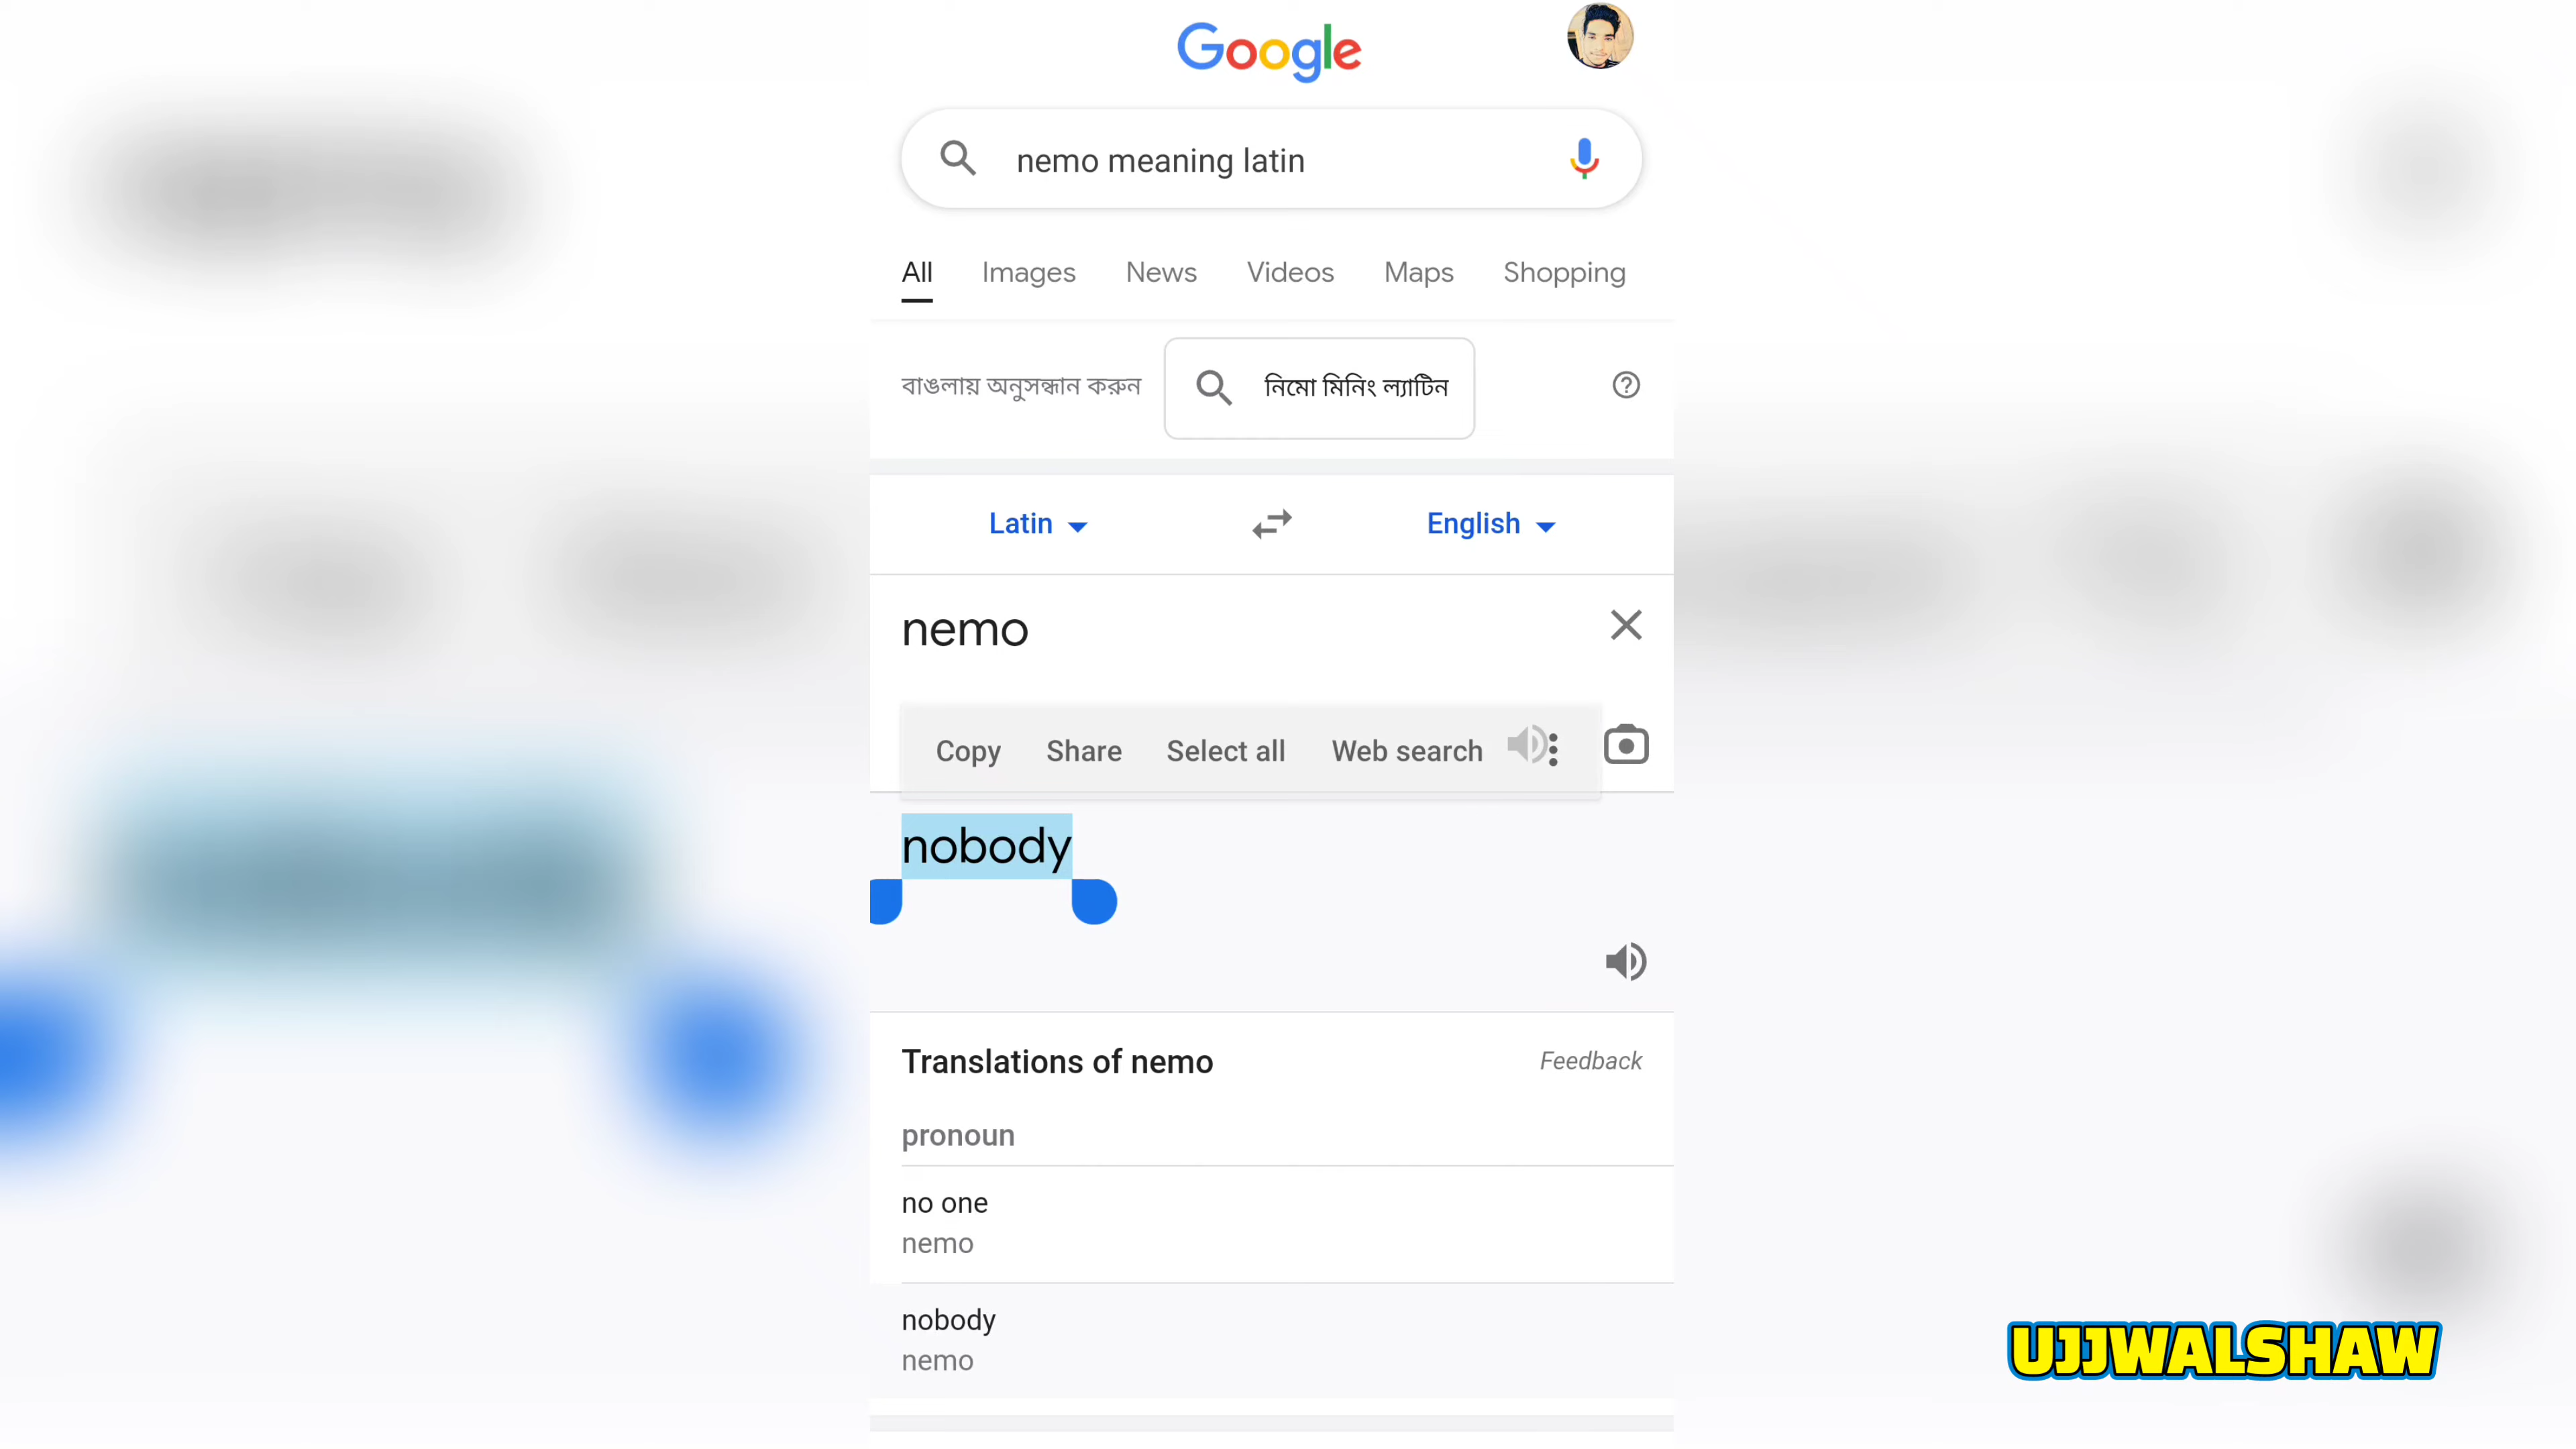 Google
nemo meaning latin
All Images News Videos Maps Shopping
বাঙলায় অনুসন্ধান করুন নিমো মিনিং ল্যাটিন
Latin English
nemo
Copy Share Select all Web search
nobody
Translations of nemo Feedback
pronoun
no one
nemo
nobody
nemo
UJJWALSHAW